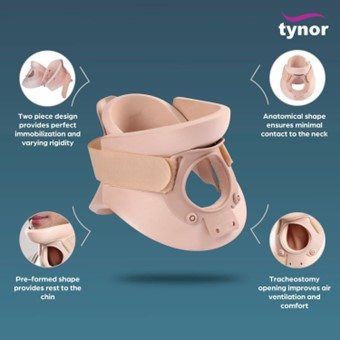 tynor
Two piece design
provides perfect
immobilization and
varying rigidity
Anatomical shape
ensures minimal
contact to the neck
Pre-formed shape
provides rest to the
chin
Tracheostomy
opening improves air
ventilation and
comfort